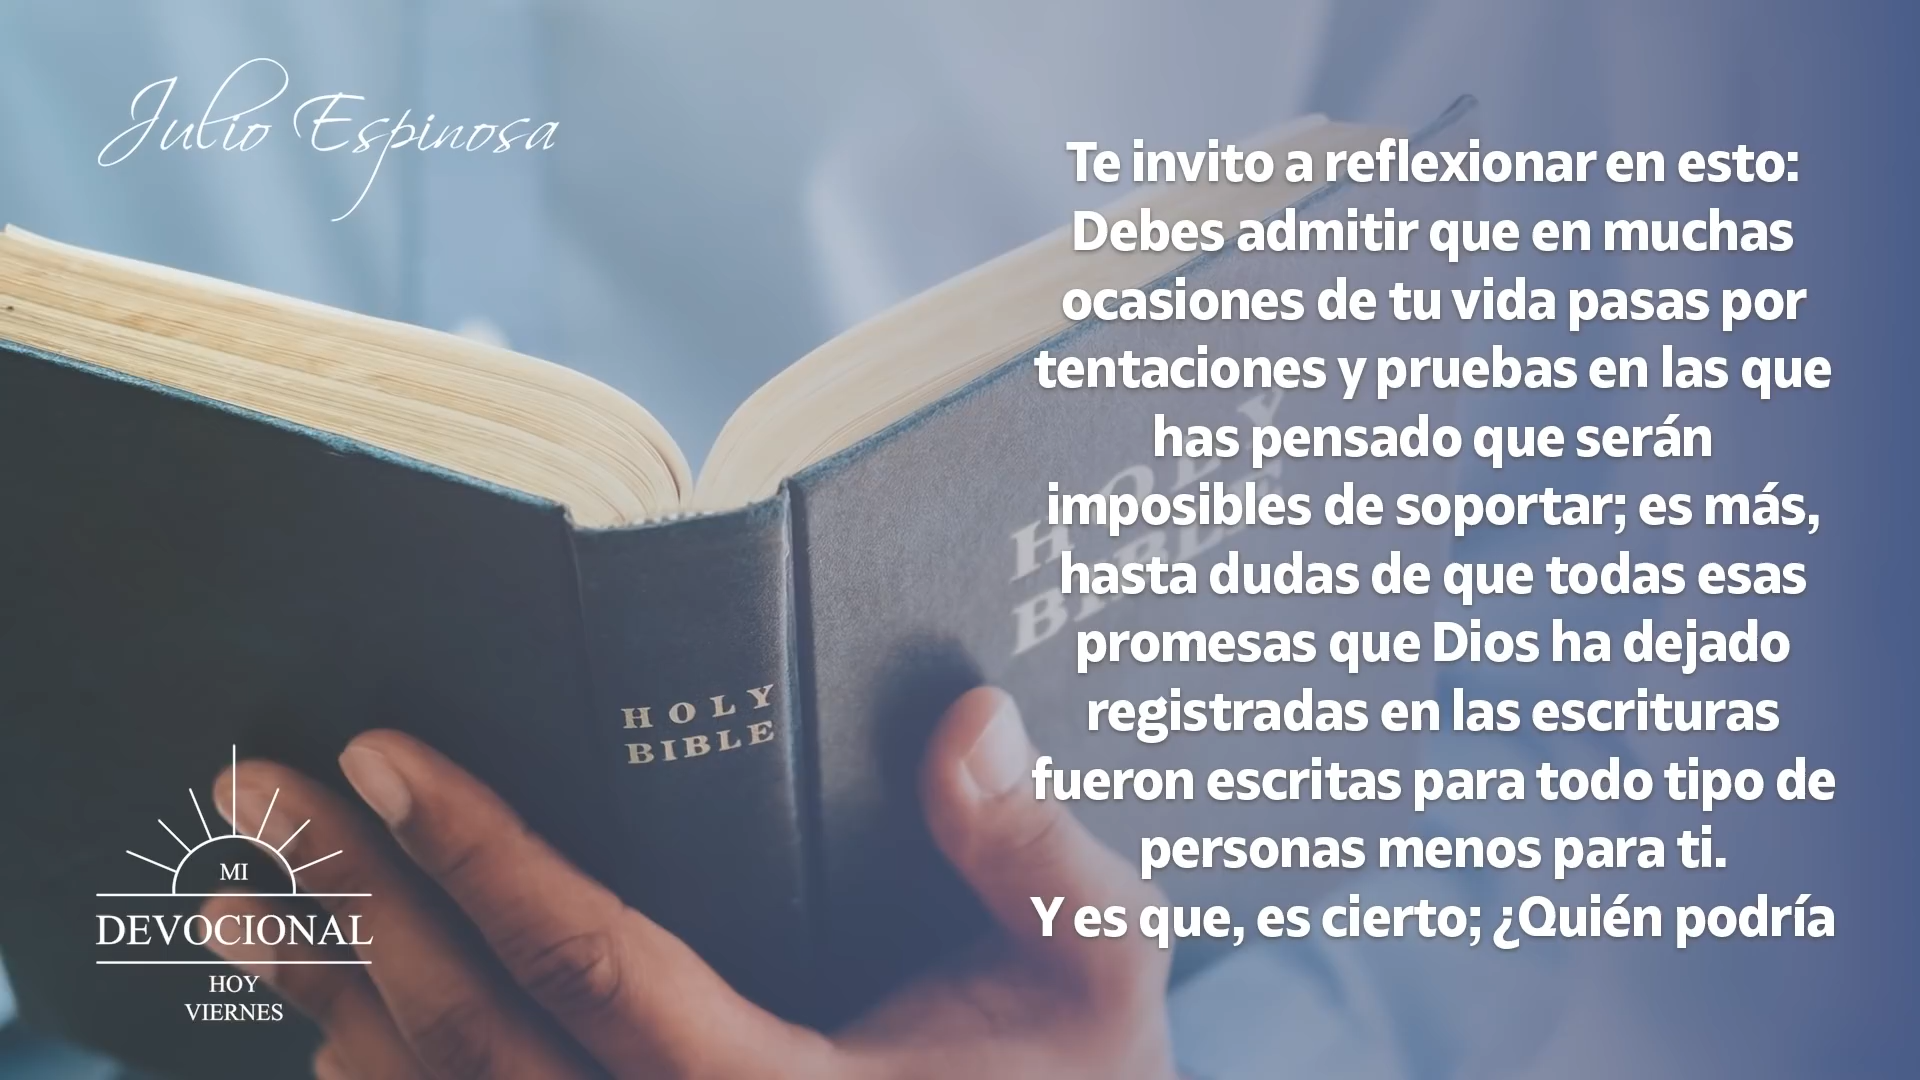 Julio Espinosa
Te invito a reflexionar en esto:
Debes admitir que en muchas
ocasiones de tu vida pasas por
tentaciones y pruebas en las que
has pensado que serán
imposibles de soportar; es más,
hasta dudas de que todas esas
promesas que Dios ha dejado
registradas en las escrituras
fueron escritas para todo tipo de
personas menos para ti.
Y es que, es cierto; ¿Quién podría
HOLY
BIBLE
HOLY
BIBLE
MI
DEVOCIONAL
HOY
VIERNES